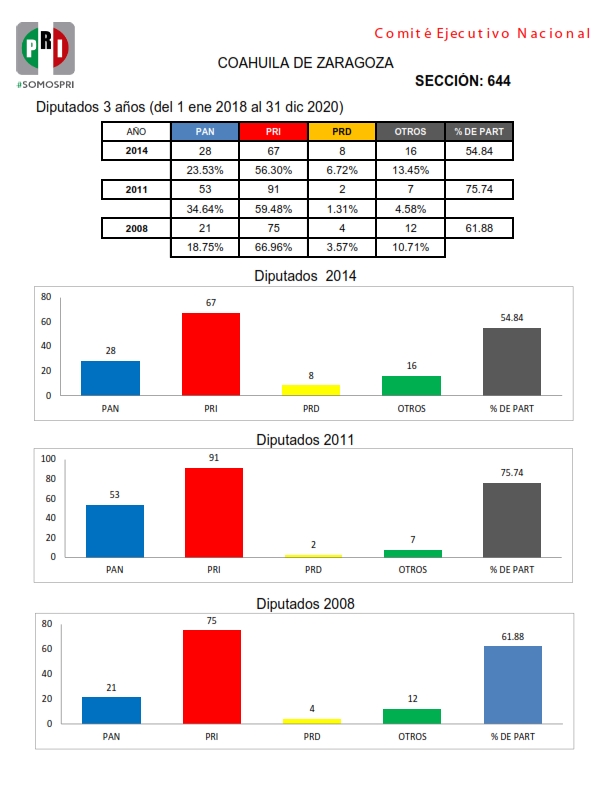 Comité Ejecutivo Nacional
PRI
#SOMOSPRI
COAHUILA DE ZARAGOZA
SECCIÓN: 644
Diputados 3 años (del 1 ene 2018 al 31 dic 2020)
AÑO PAN PRI PRD OTROS % DE PART
2014 28 67 8 16 54.84
23.53% 56.30% 6.72% 13.45%
2011 53 91 2 7 75.74
34.64% 59.48% 1.31% 4.58%
2008 21 75 4 12 61.88
18.75% 66.96% 3.57% 10.71%
Diputados 2014
80
60
40
20
0
28 67 8 16 54.84
PAN PRI PRD OTROS % DE PART
Diputados 2011
100
80
60
40
20
0
53 91 2 7 75.74
PAN PRI PRD OTROS % DE PART
Diputados 2008
80
60
40
20
0
21 75 4 12 61.88
PAN PRI PRD OTROS % DE PART